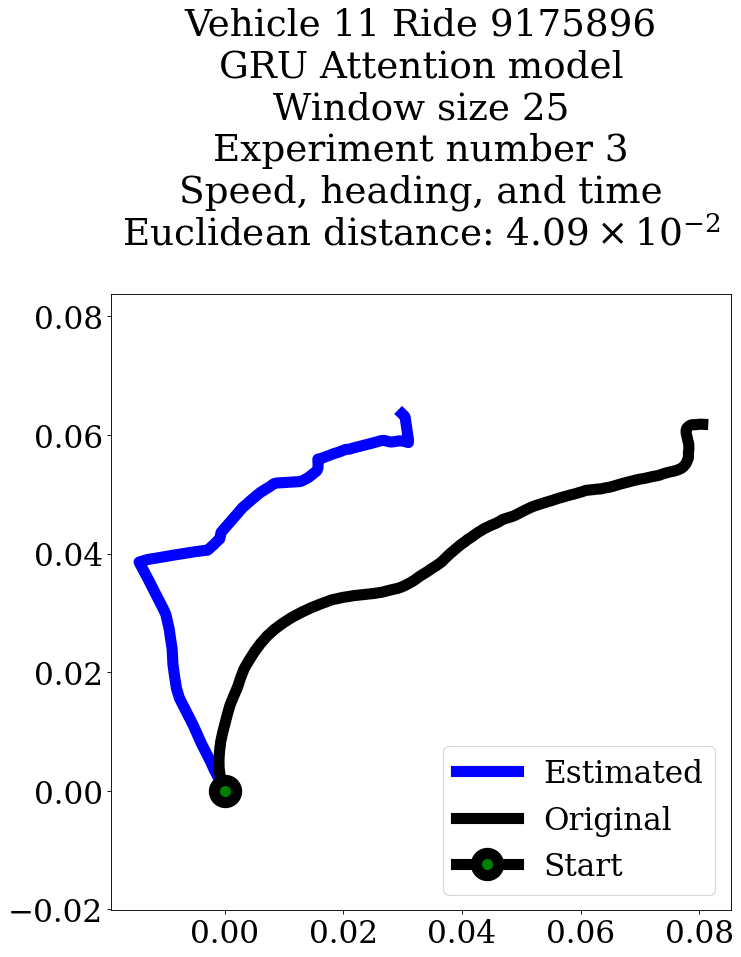 Vehicle 11 Ride 9175896
GRU Attention model
Window size 25
Experiment number 3
Speed, heading, and time
Euclidean distance: 4.09 × 10⁻²
0.08
0.06
0.04
0.02
0.00
−0.02
0.00 0.02 0.04 0.06 0.08
Estimated
Original
Start